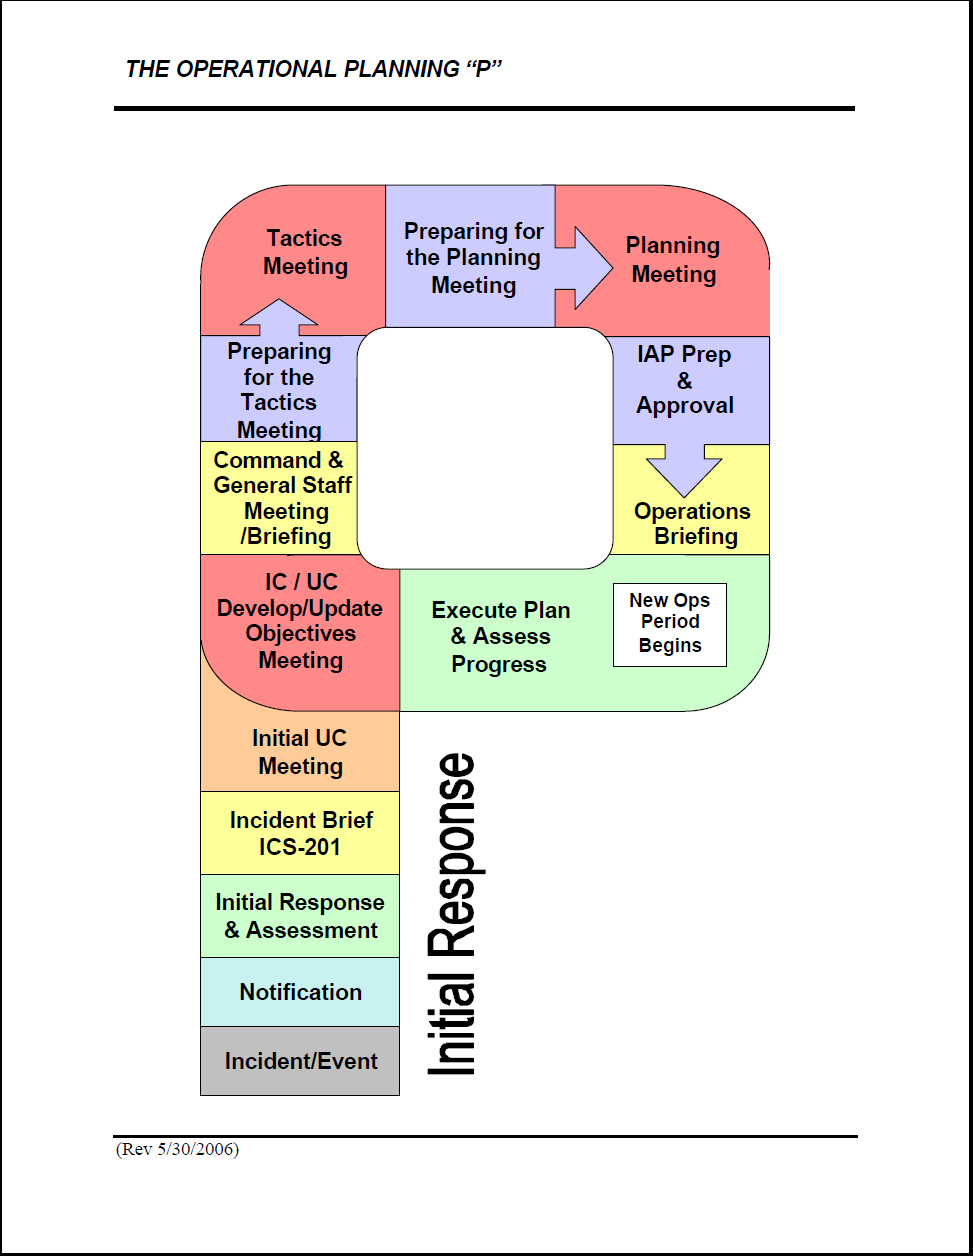 THE OPERATIONAL PLANNING “P”
Tactics
Meeting
Preparing for
the Planning
Meeting
Planning
Meeting
Preparing
for the
Tactics
Meeting
IAP Prep
&
Approval
Command &
General Staff
Meeting
/Briefing
Operations
Briefing
IC / UC
Develop/Update
Objectives
Meeting
Execute Plan
& Assess
Progress
New Ops
Period
Begins
Initial UC
Meeting
Incident Brief
ICS-201
Initial Response
& Assessment
Notification
Incident/Event
Initial Response
(Rev 5/30/2006)